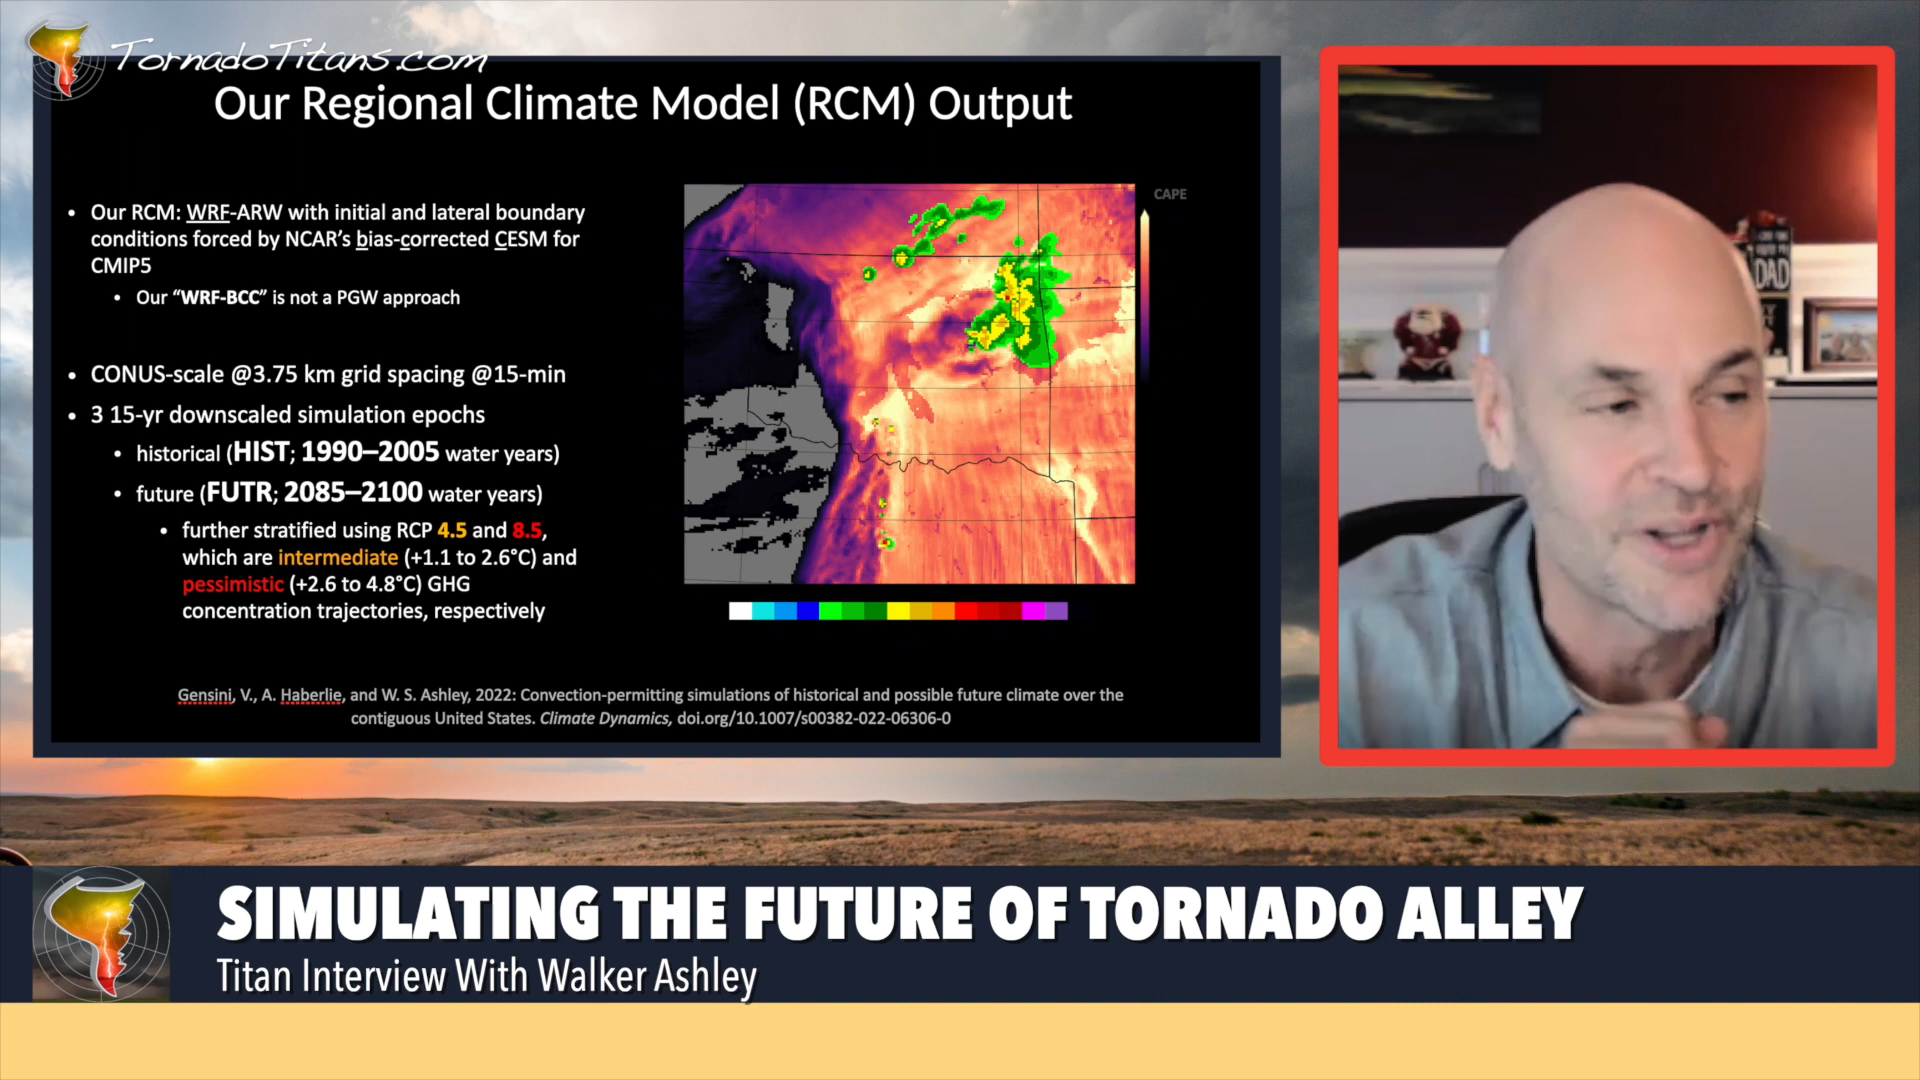 TornadoTitans.com
Our Regional Climate Model (RCM) Output
• Our RCM: WRF-ARW with initial and lateral boundary
conditions forced by NCAR’s bias-corrected CESM for
CMIP5
• Our “WRF-BCC” is not a PGW approach
• CONUS-scale @3.75 km grid spacing @15-min
• 3 15-yr downscaled simulation epochs
• historical (HIST; 1990–2005 water years)
• future (FUTR; 2085–2100 water years)
• further stratified using RCP 4.5 and 8.5,
which are intermediate (+1.1 to 2.6°C) and
pessimistic (+2.6 to 4.8°C) GHG
concentration trajectories, respectively
CAPE
Gensini, V., A. Haberlie, and W. S. Ashley, 2022: Convection-permitting simulations of historical and possible future climate over the
contiguous United States. Climate Dynamics, doi.org/10.1007/s00382-022-06306-0
DAD
SIMULATING THE FUTURE OF TORNADO ALLEY
Titan Interview With Walker Ashley